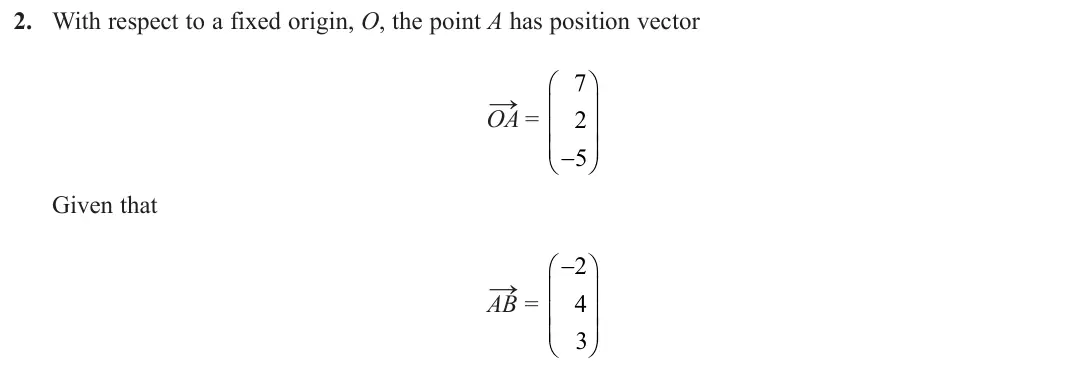 2. With respect to a fixed origin, O, the point A has position vector
7
OA = 2
–5
Given that
–2
AB = 4
3